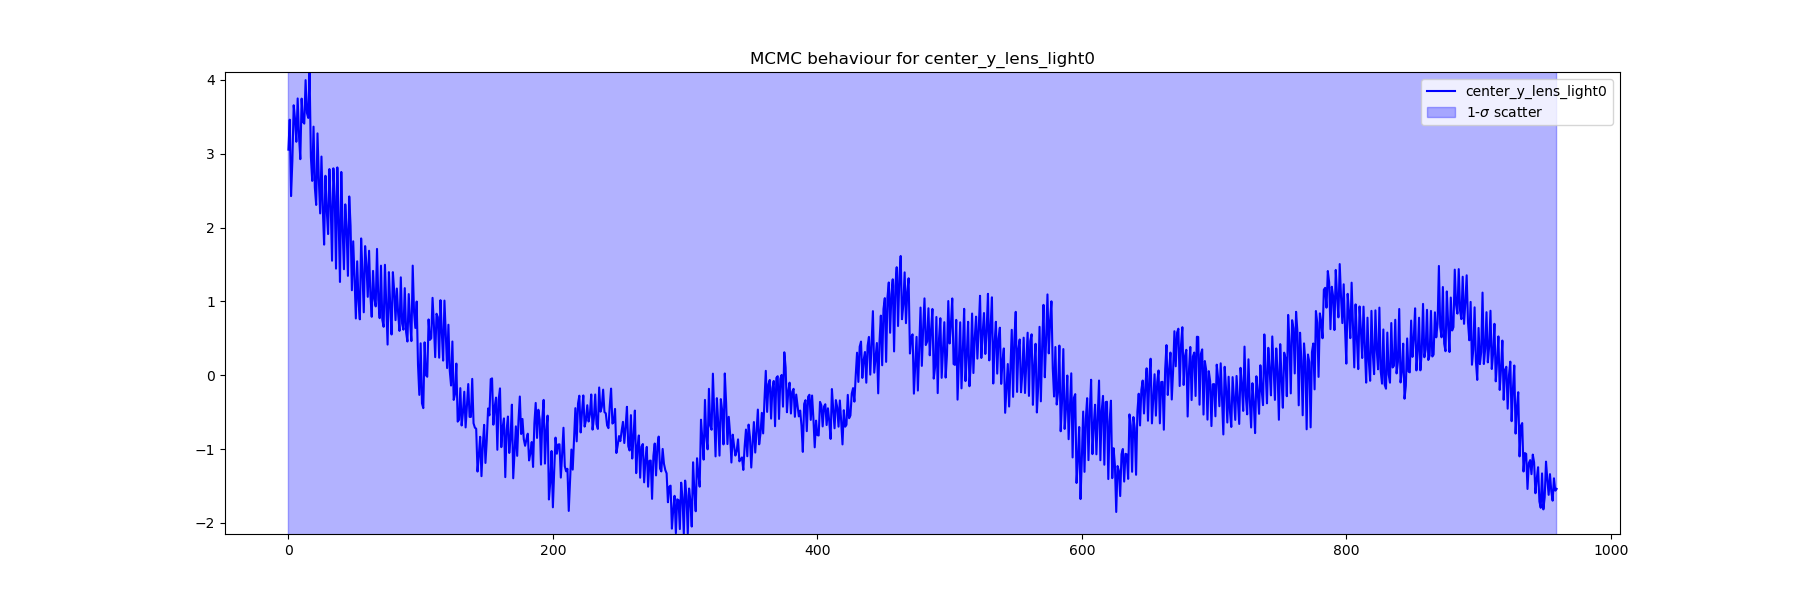 MCMC behaviour for center_y_lens_light0
center_y_lens_light0
1-σ scatter
4
3
2
1
0
−1
−2
0 200 400 600 800 1000